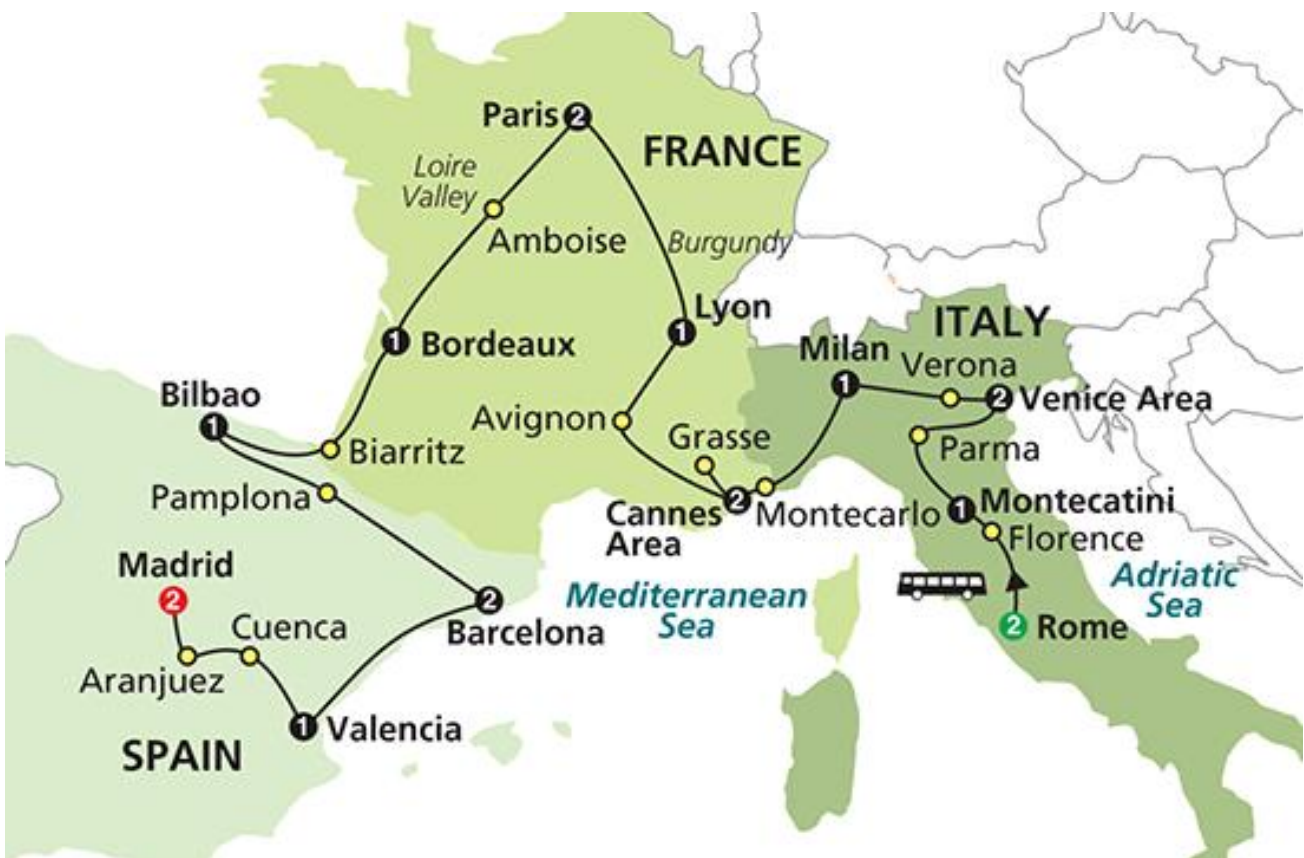 Paris 2
FRANCE
Loire
Valley
Amboise
Burgundy
Lyon
1
1 Bordeaux
ITALY
Milan
1
Verona
2 Venice Area
Bilbao
1
Avignon
Grasse
Biarritz
Parma
Pamplona
2
Cannes
Area
Montecarlo
1 Montecatini
Florence
Madrid
2
2
Barcelona
Mediterranean
Sea
Adriatic
Sea
Cuenca
2 Rome
Aranjuez
1 Valencia
SPAIN